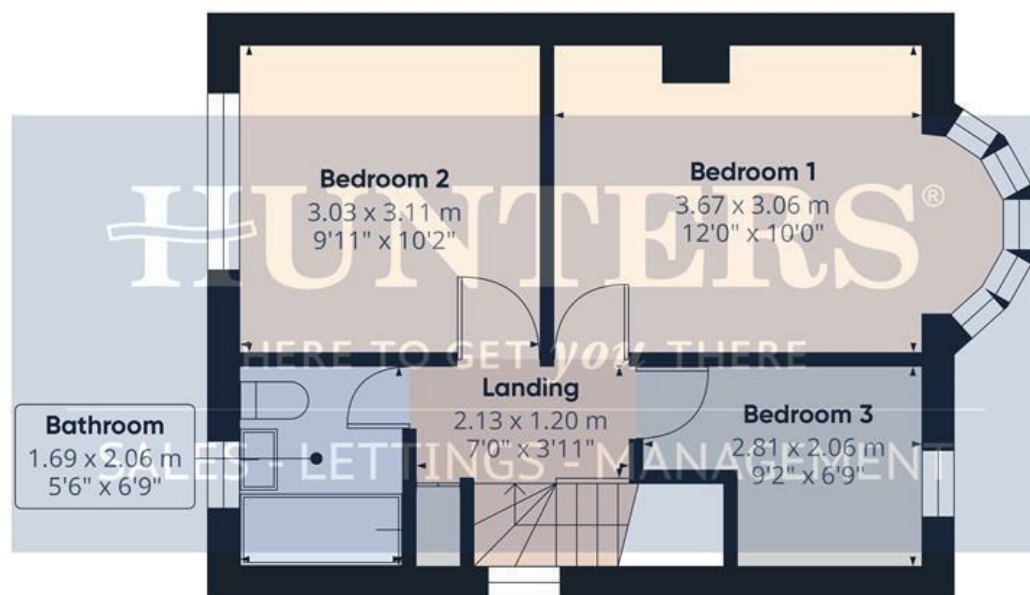 Bedroom 2
3.03 x 3.11 m
9'11" x 10'2"
Bedroom 1
3.67 x 3.06 m
12'0" x 10'0"
HUNTERS®
HERE TO GET you THERE
Landing
2.13 x 1.20 m
7'0" x 3'11"
Bathroom
1.69 x 2.06 m
5'6" x 6'9"
Bedroom 3
2.81 x 2.06 m
9'2" x 6'9"
SALES - LETTINGS - MANAGEMENT